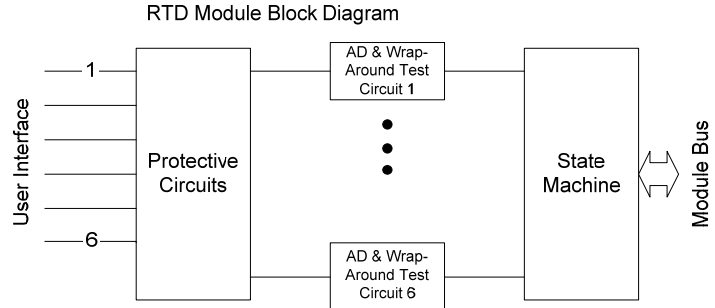 RTD Module Block Diagram
User Interface
1
6
Protective
Circuits
AD & Wrap-
Around Test
Circuit 1
AD & Wrap-
Around Test
Circuit 6
State
Machine
Module Bus